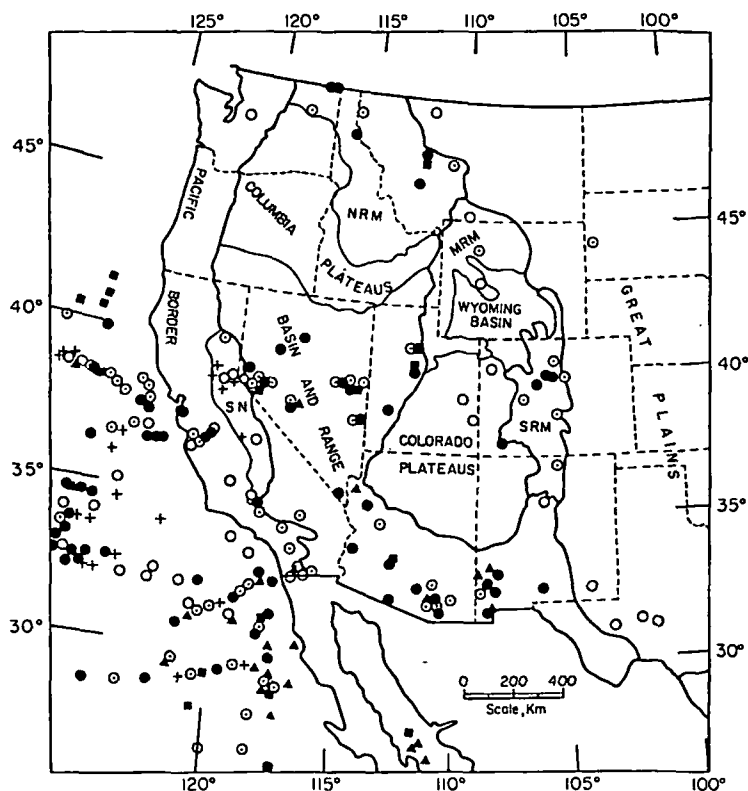 125° 120° 115° 110° 105° 100°
45°
45°
40°
40°
35°
35°
30°
30°
PACIFIC
BORDER
COLUMBIA
PLATEAUS
NRM
MRM
WYOMING
BASIN
GREAT
PLAINS
BASIN
AND
RANGE
SN
COLORADO
PLATEAUS
SRM
0 200 400
Scale, Km
120° 115° 110° 105° 100°